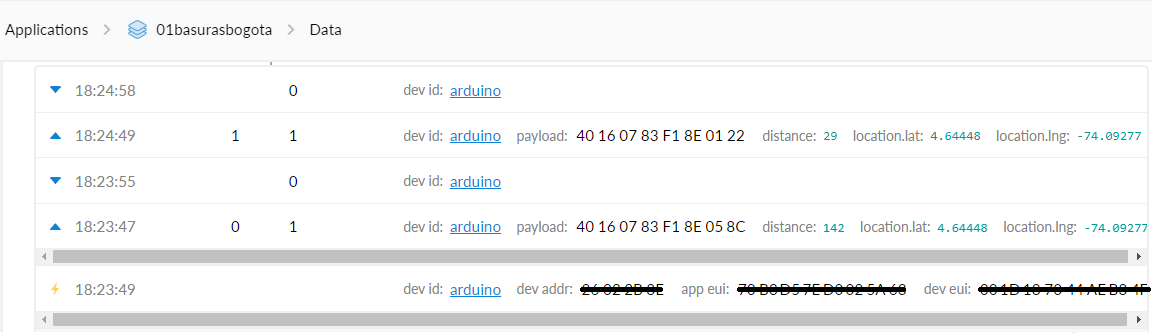 Applications > 01basurasbogota > Data
18:24:58 0 dev id: arduino
18:24:49 1 1 dev id: arduino payload: 40 16 07 83 F1 8E 01 22 distance: 29 location.lat: 4.64448 location.lng: -74.09277
18:23:55 0 dev id: arduino
18:23:47 0 1 dev id: arduino payload: 40 16 07 83 F1 8E 05 8C distance: 142 location.lat: 4.64448 location.lng: -74.09277
18:23:49 dev id: arduino dev addr: app eui: dev eui: